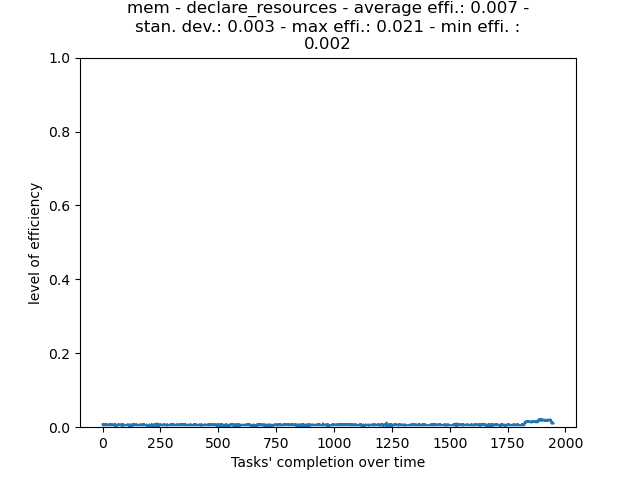 mem - declare_resources - average effi.: 0.007 -
stan. dev.: 0.003 - max effi.: 0.021 - min effi. :
0.002
1.0
0.8
0.6
0.4
0.2
0.0
level of efficiency
0 250 500 750 1000 1250 1500 1750 2000
Tasks' completion over time